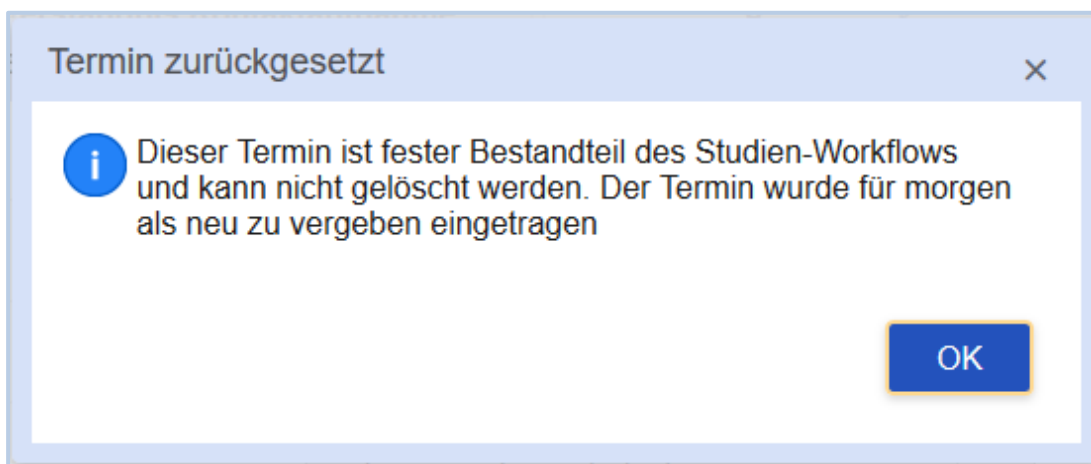 Termin zurückgesetzt
Dieser Termin ist fester Bestandteil des Studien-Workflows
und kann nicht gelöscht werden. Der Termin wurde für morgen
als neu zu vergeben eingetragen
OK